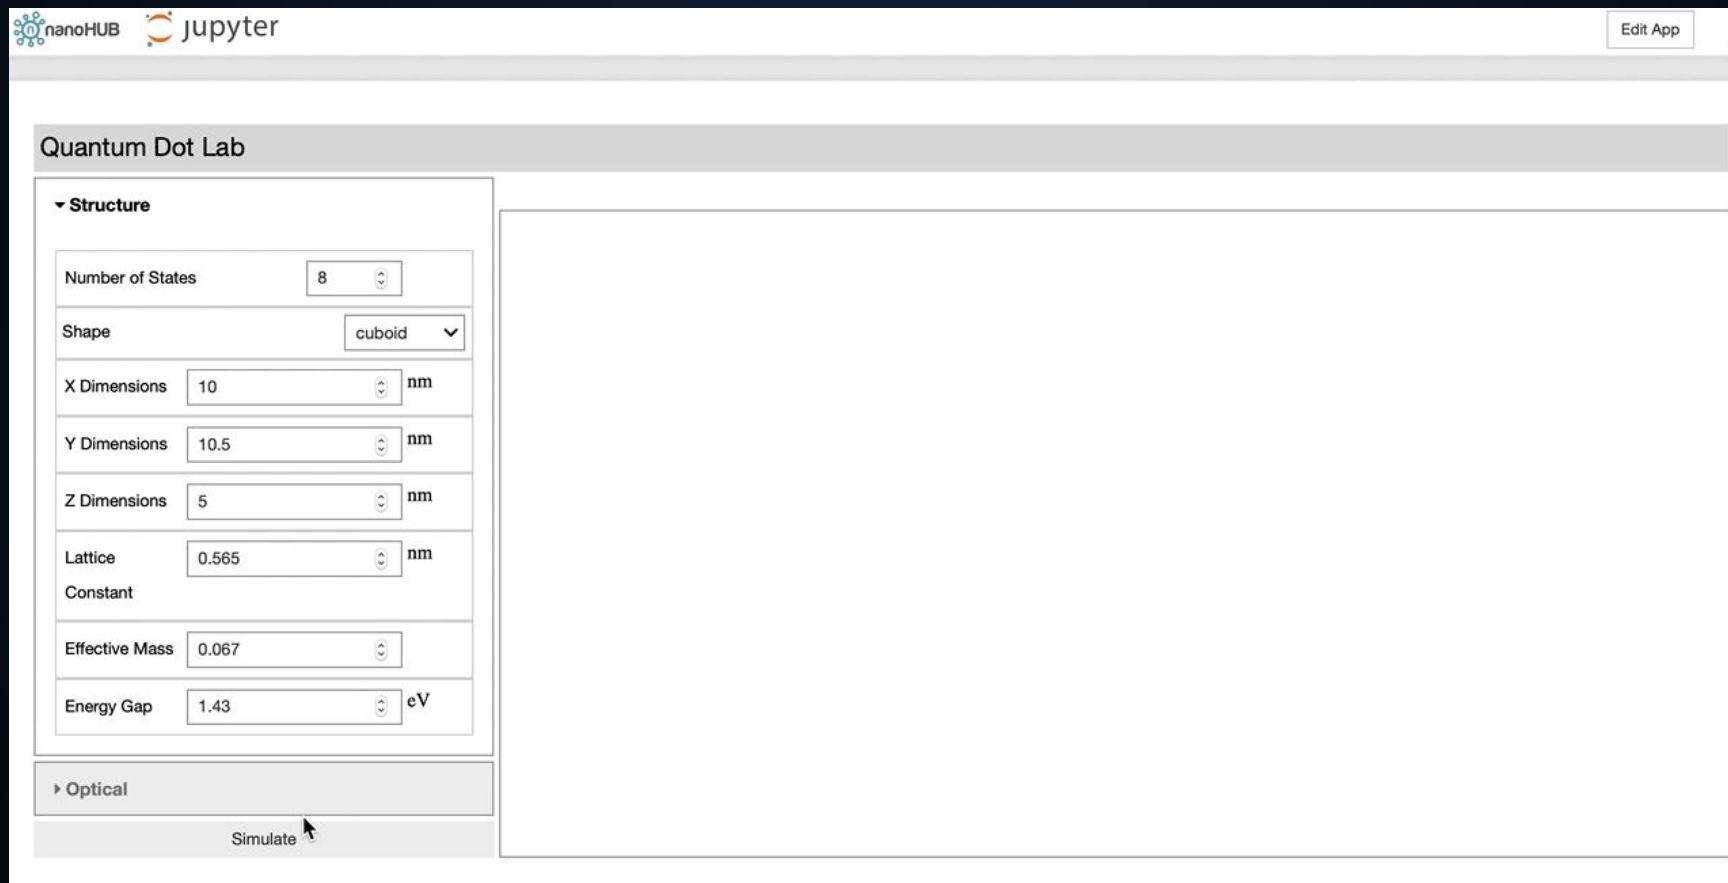 nanoHUB jupyter Edit App
Quantum Dot Lab
Structure
Number of States 8
Shape cuboid
X Dimensions 10 nm
Y Dimensions 10.5 nm
Z Dimensions 5 nm
Lattice 0.565 nm
Constant
Effective Mass 0.067
Energy Gap 1.43 eV
Optical
Simulate